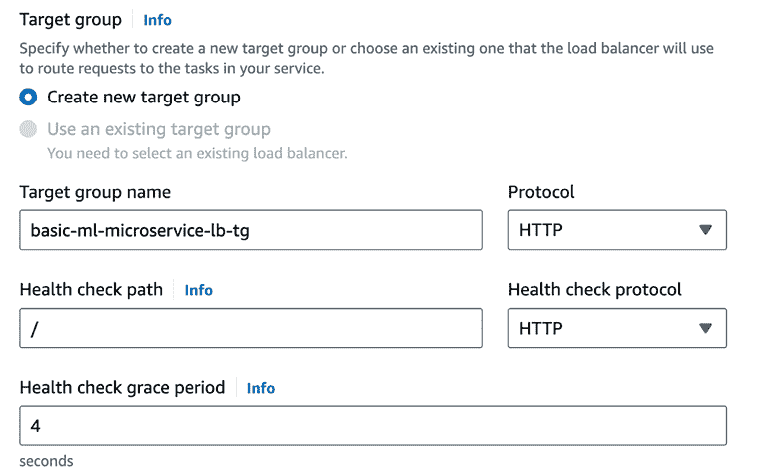 Target group Info
Specify whether to create a new target group or choose an existing one that the load balancer will use
to route requests to the tasks in your service.
Create new target group
Use an existing target group
You need to select an existing load balancer.
Target group name Protocol
basic-ml-microservice-lb-tg HTTP
Health check path Info Health check protocol
/ HTTP
Health check grace period Info
4
seconds